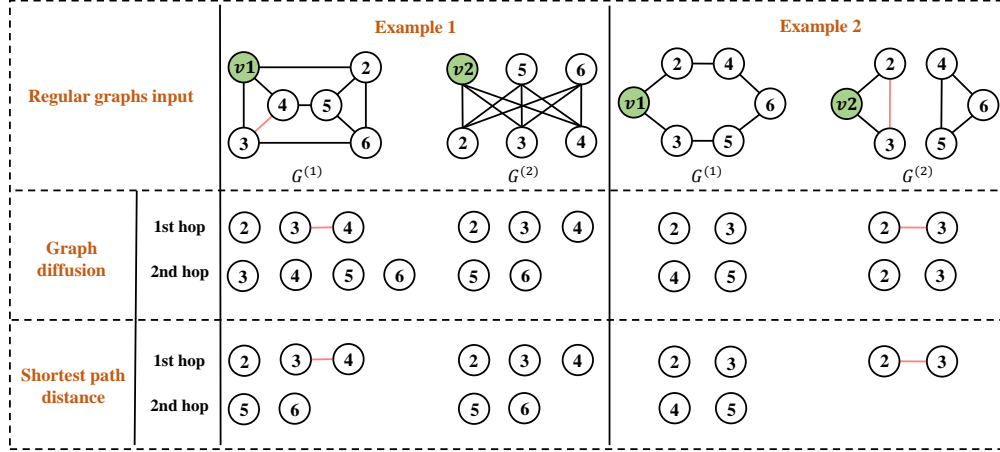 Example 1
Example 2
Regular graphs input
v1 2 4 5 3 6
v2 5 6 2 3 4
2 4 v1 6 3 5
2 4 v2 6 3 5
G(1)
G(2)
G(1)
G(2)
Graph diffusion
1st hop
2 3 4
2 3 4
2 3
2 3
2nd hop
3 4 5 6
5 6
4 5
2 3
Shortest path distance
1st hop
2 3 4
2 3 4
2 3
2 3
2nd hop
5 6
5 6
4 5